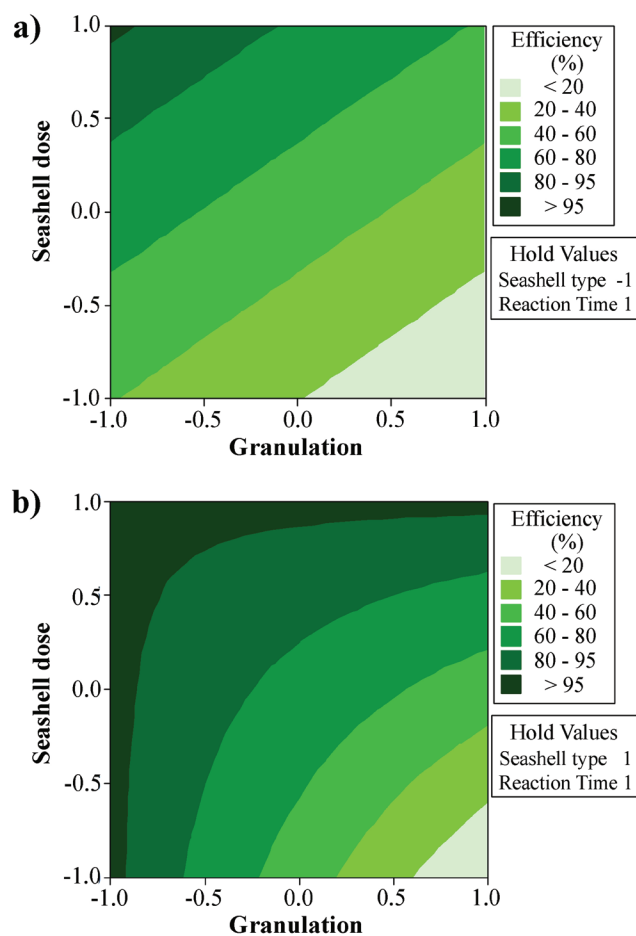 a)
Seashell dose
1.0
0.5
0.0
-0.5
-1.0
-1.0 -0.5 0.0 0.5 1.0
Granulation
Efficiency
(%)
< 20
20 - 40
40 - 60
60 - 80
80 - 95
> 95
Hold Values
Seashell type -1
Reaction Time 1
b)
Seashell dose
1.0
0.5
0.0
-0.5
-1.0
-1.0 -0.5 0.0 0.5 1.0
Granulation
Efficiency
(%)
< 20
20 - 40
40 - 60
60 - 80
80 - 95
> 95
Hold Values
Seashell type 1
Reaction Time 1